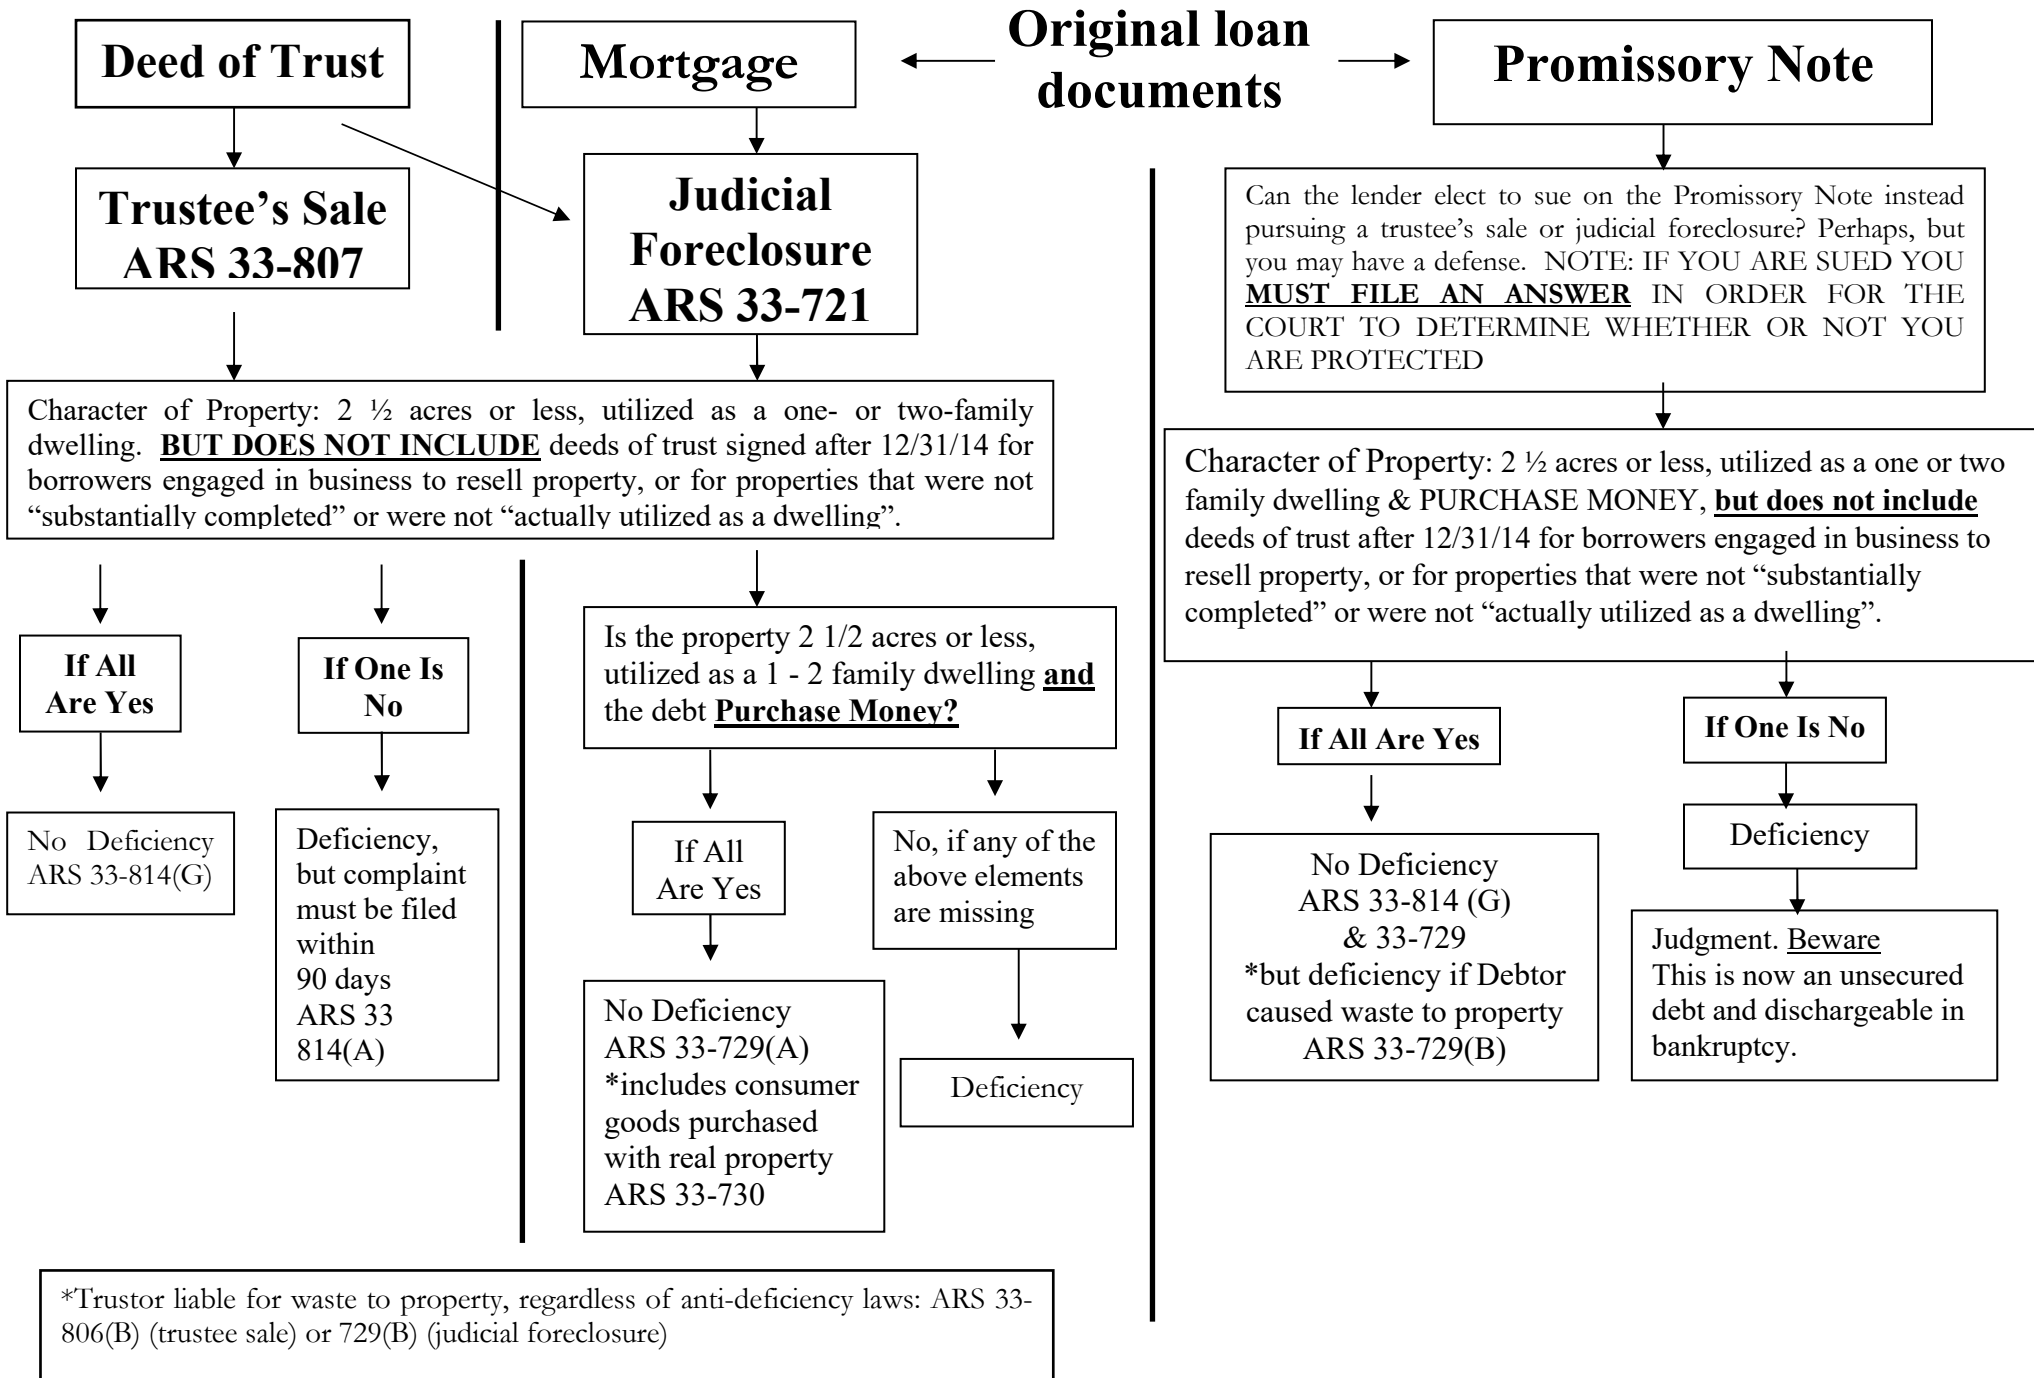 Deed of Trust
Mortgage
Original loan
documents
Promissory Note
Trustee’s Sale
ARS 33-807
Judicial
Foreclosure
ARS 33-721
Can the lender elect to sue on the Promissory Note instead
pursuing a trustee’s sale or judicial foreclosure? Perhaps, but
you may have a defense. NOTE: IF YOU ARE SUED YOU
MUST FILE AN ANSWER IN ORDER FOR THE
COURT TO DETERMINE WHETHER OR NOT YOU
ARE PROTECTED
Character of Property: 2 ½ acres or less, utilized as a one- or two-family
dwelling. BUT DOES NOT INCLUDE deeds of trust signed after 12/31/14 for
borrowers engaged in business to resell property, or for properties that were not
“substantially completed” or were not “actually utilized as a dwelling”.
Character of Property: 2 ½ acres or less, utilized as a one or two
family dwelling & PURCHASE MONEY, but does not include
deeds of trust after 12/31/14 for borrowers engaged in business to
resell property, or for properties that were not “substantially
completed” or were not “actually utilized as a dwelling”.
If All
Are Yes
If One Is
No
Is the property 2 1/2 acres or less,
utilized as a 1 - 2 family dwelling and
the debt Purchase Money?
If All Are Yes
If One Is No
No Deficiency
ARS 33-814(G)
Deficiency,
but complaint
must be filed
within
90 days
ARS 33
814(A)
If All
Are Yes
No, if any of the
above elements
are missing
No Deficiency
ARS 33-814 (G)
& 33-729
*but deficiency if Debtor
caused waste to property
ARS 33-729(B)
Deficiency
Judgment. Beware
This is now an unsecured
debt and dischargeable in
bankruptcy.
No Deficiency
ARS 33-729(A)
*includes consumer
goods purchased
with real property
ARS 33-730
Deficiency
*Trustor liable for waste to property, regardless of anti-deficiency laws: ARS 33-
806(B) (trustee sale) or 729(B) (judicial foreclosure)